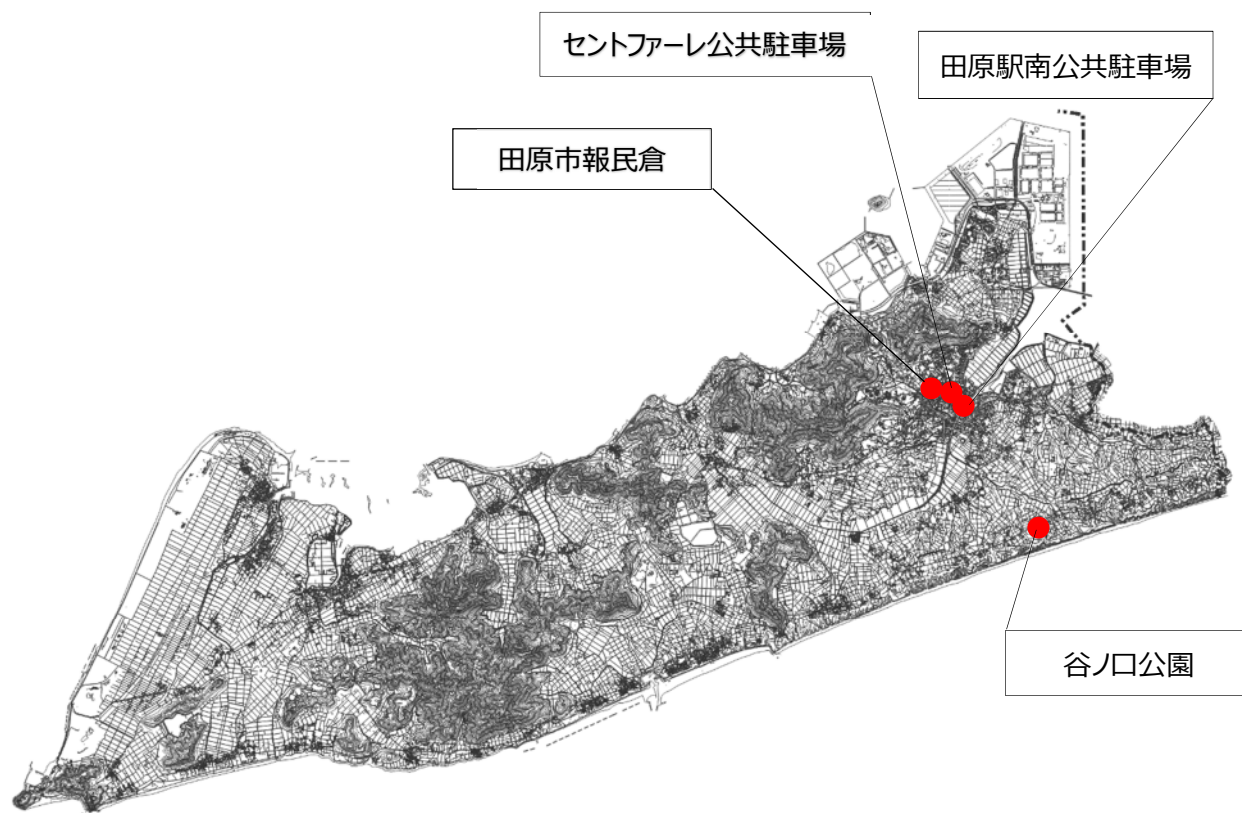 セントファーレ公共駐車場
田原駅南公共駐車場
田原市報民倉
谷ノ口公園